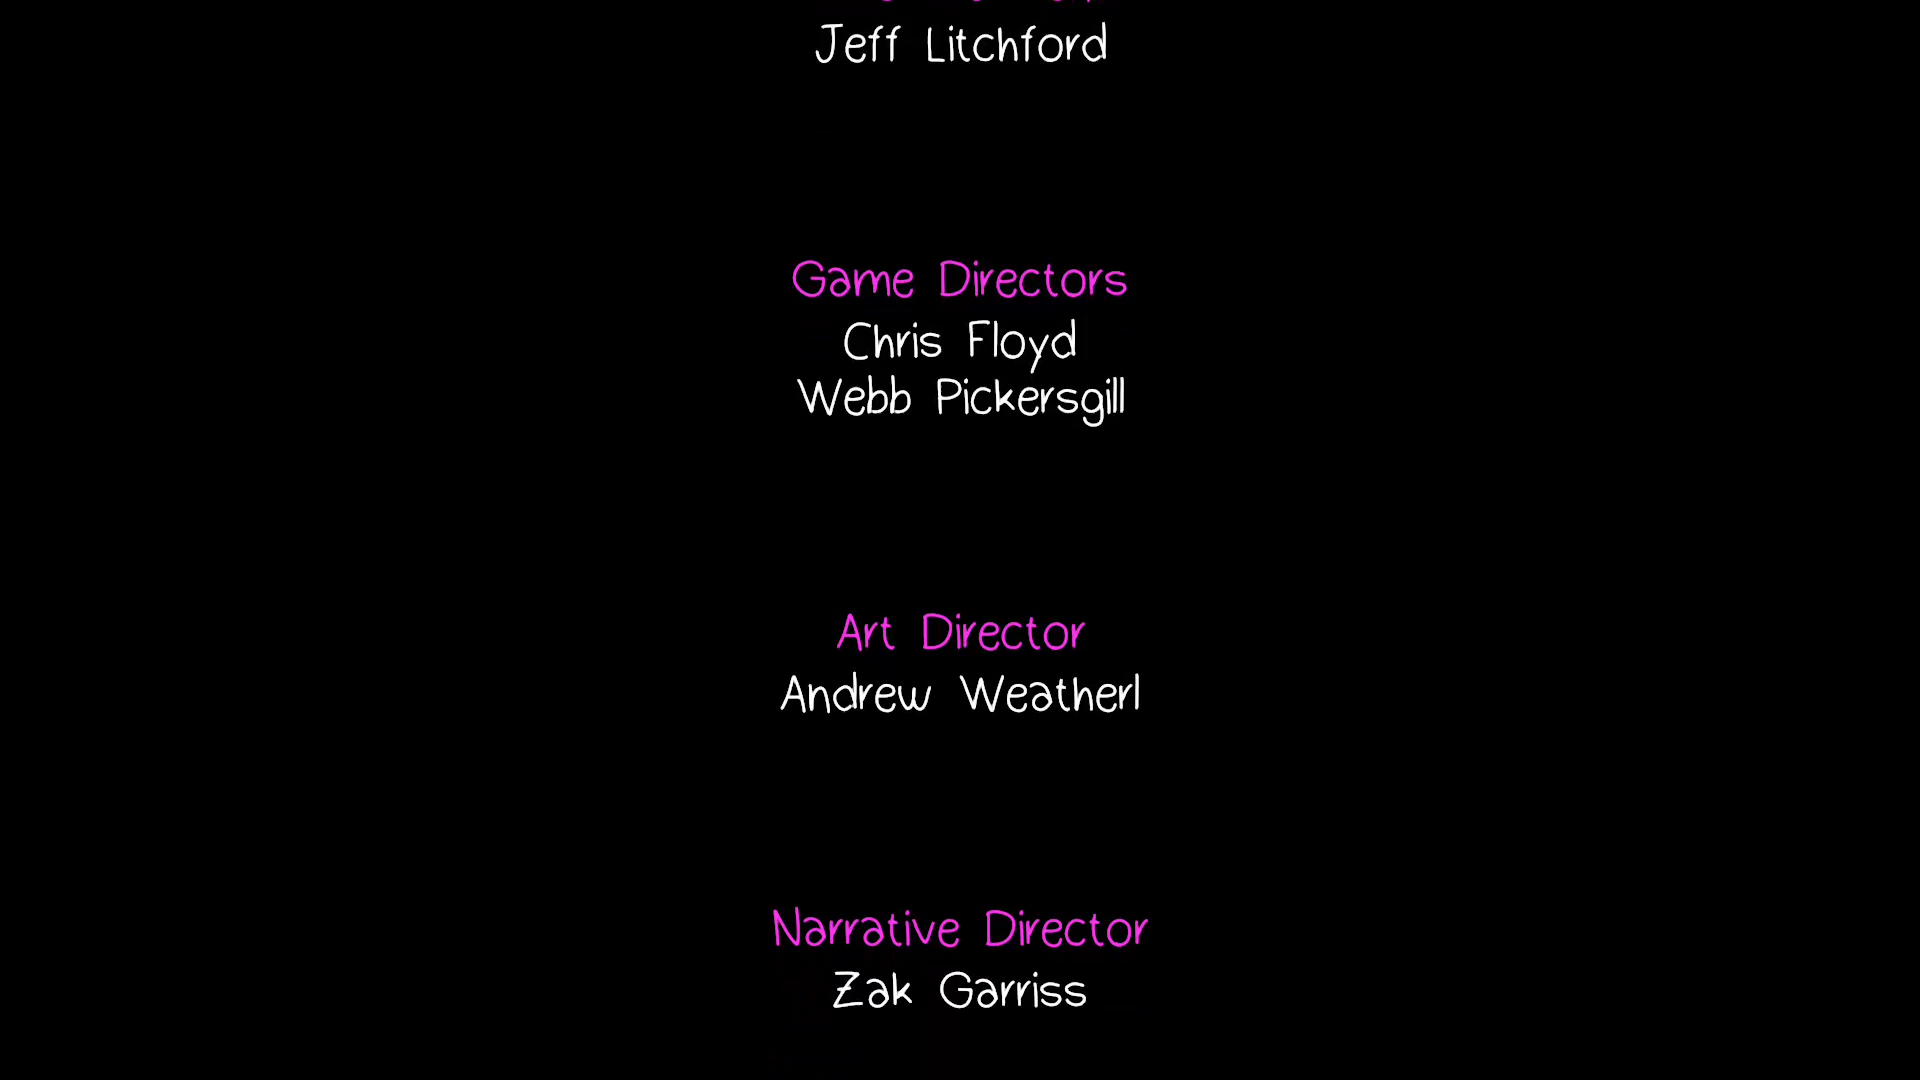 Jeff Litchford
Game Directors
Chris Floyd
Webb Pickersgill
Art Director
Andrew Weatherl
Narrative Director
Zak Garriss